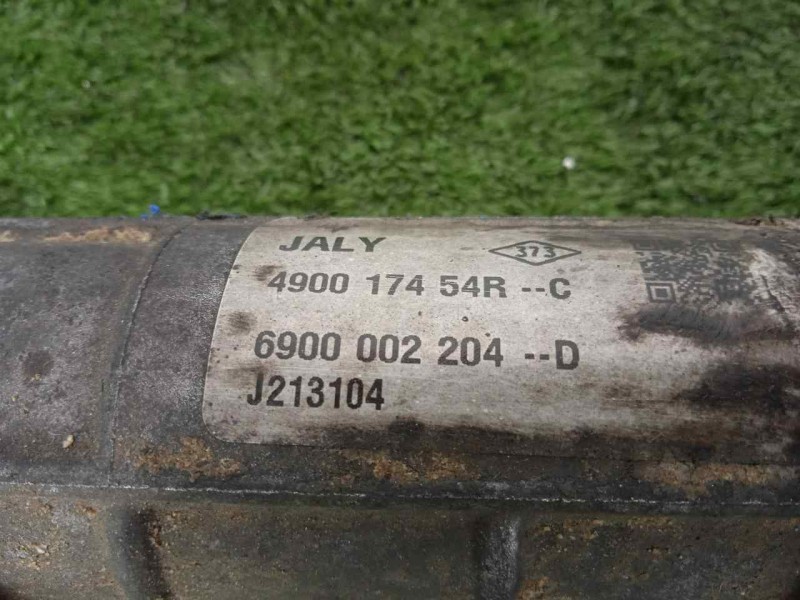 JALY 373
4900 174 54R --C
6900 002 204 --D
J213104